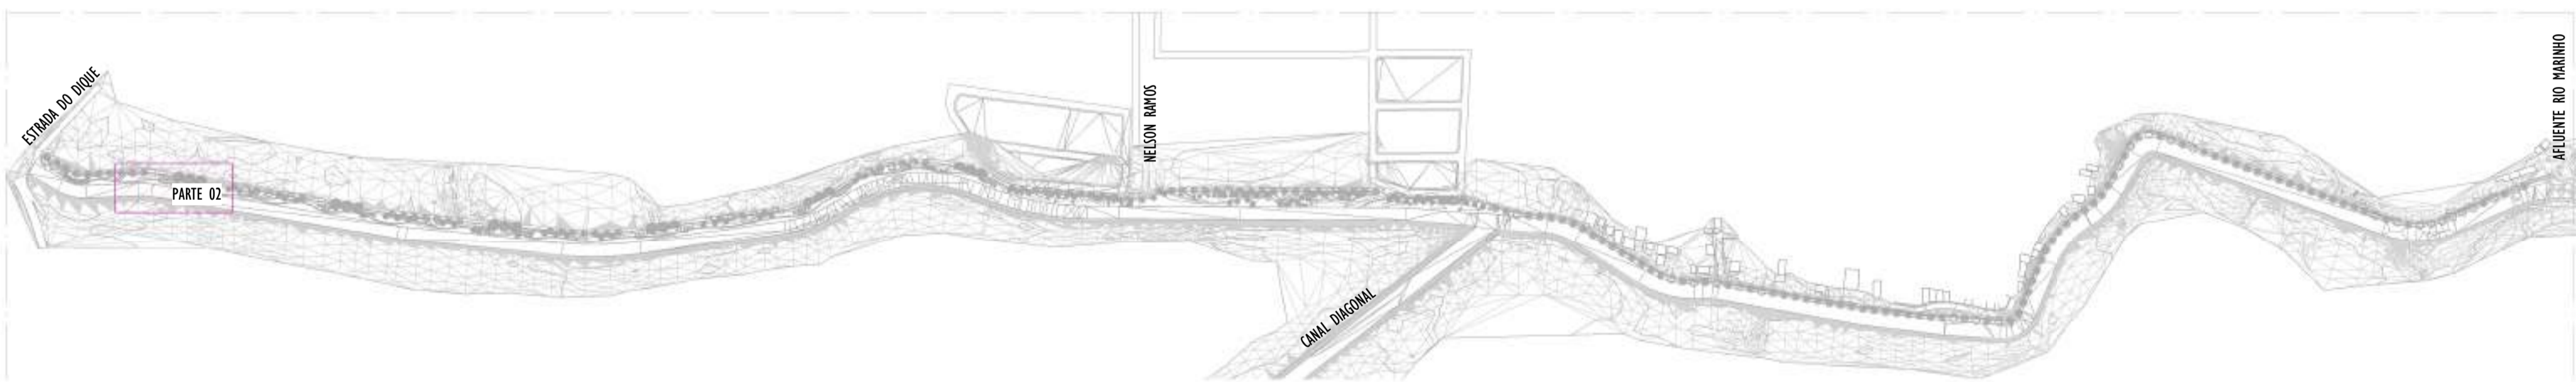 ESTRADA DO DIQUE
PARTE 02
NELSON RAMOS
CANAL DIAGONAL
AFLUENTE RIO MARINHO